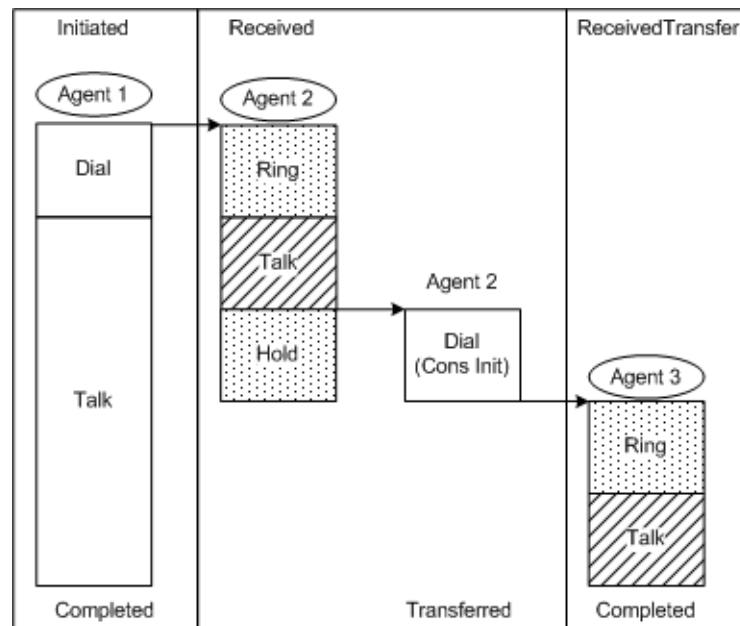 Initiated
Received
ReceivedTransfer
Agent 1
Agent 2
Dial
Ring
Talk
Agent 2
Hold
Dial
(Cons Init)
Talk
Agent 3
Ring
Talk
Completed
Transferred
Completed